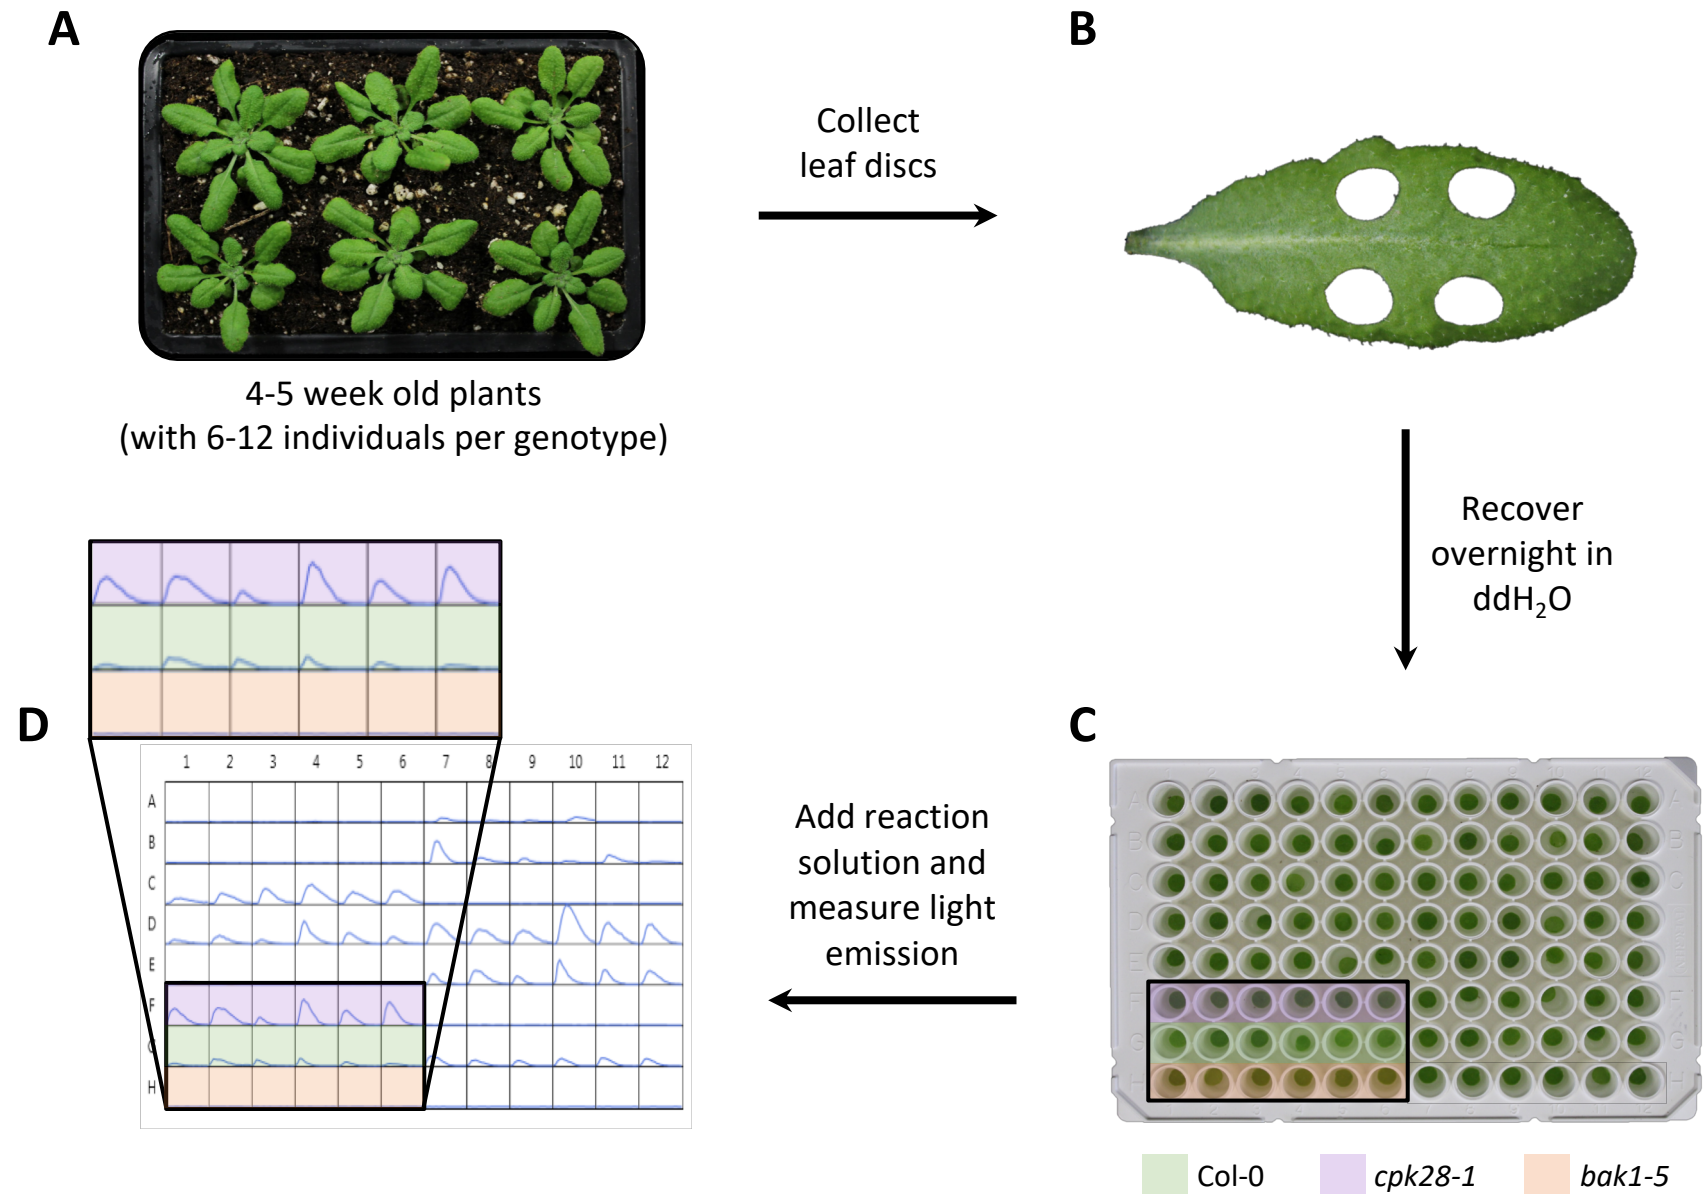 A
B
Collect
leaf discs
4-5 week old plants
(with 6-12 individuals per genotype)
Recover
overnight in
ddH₂O
D
C
1 2 3 4 5 6 7 8 9 10 11 12
A
B
C
D
E
F
G
H
Add reaction
solution and
measure light
emission
Col-0
cpk28-1
bak1-5